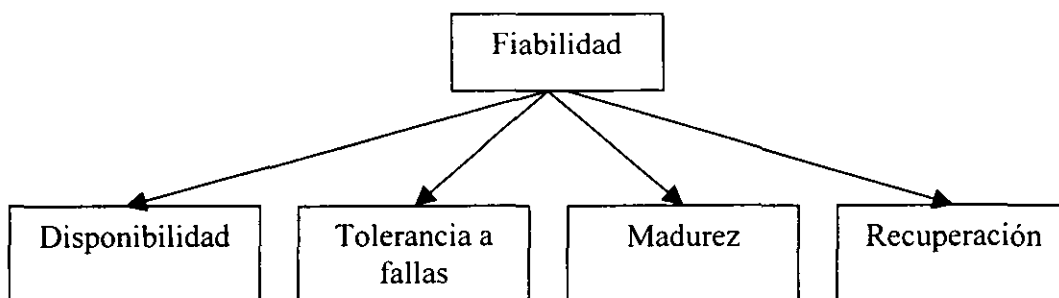 Fiabilidad
Disponibilidad
Tolerancia a
fallas
Madurez
Recuperación